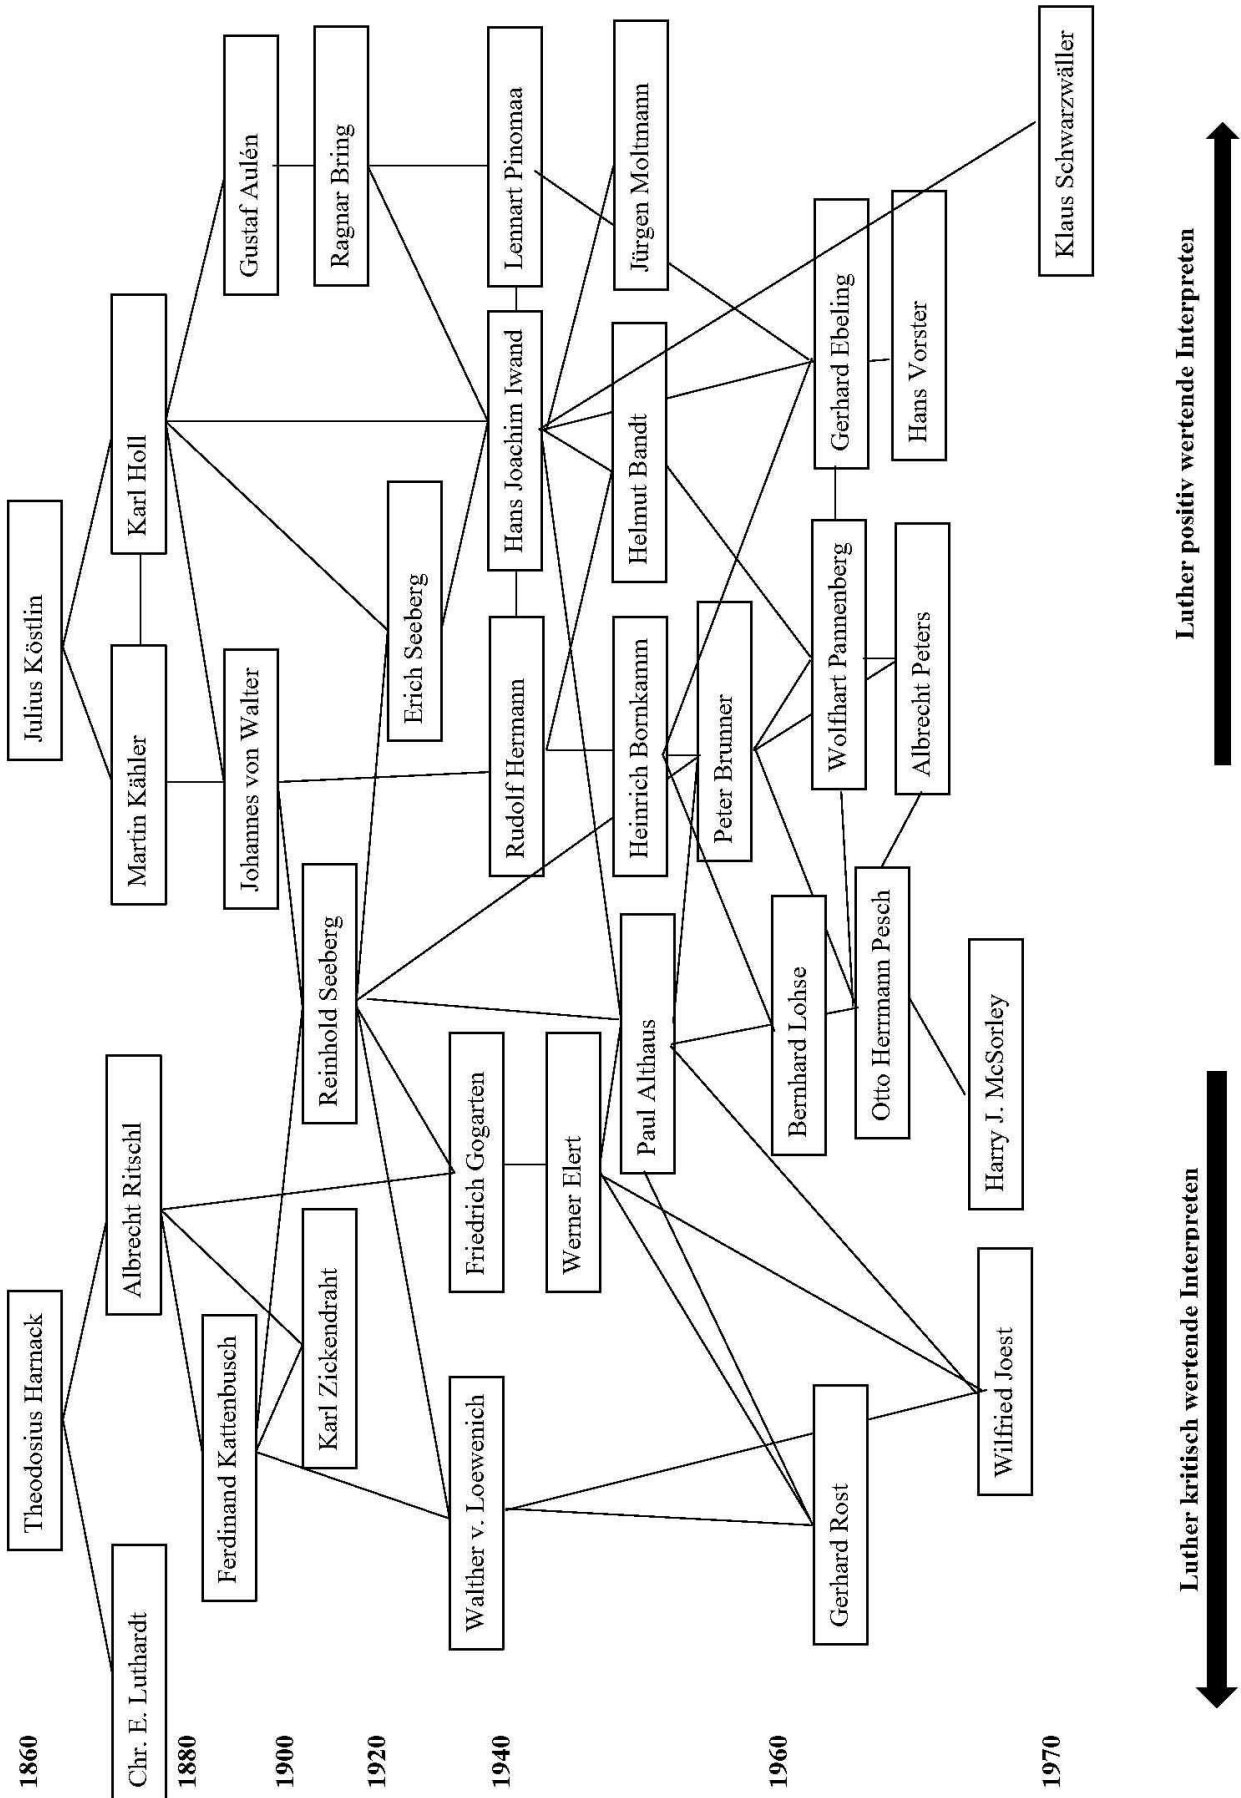 1860
Theodosius Harnack
Julius Köstlin
Chr. E. Luthardt
Albrecht Ritschl
Martin Kähler
Karl Holl
1880
Ferdinand Kattenbusch
Johannes von Walter
Gustaf Aulén
1900
Karl Zickendraht
Reinhold Seeberg
Ragnar Bring
1920
Erich Seeberg
Walther v. Loewenich
Friedrich Gogarten
1940
Rudolf Hermann
Hans Joachim Iwand
Lennart Pinomaa
Werner Elert
Heinrich Bornkamm
Helmut Bandt
Jürgen Moltmann
Paul Althaus
Peter Brunner
1960
Bernhard Lohse
Gerhard Rost
Wolfhart Pannenberg
Gerhard Ebeling
Otto Herrmann Pesch
Albrecht Peters
Hans Vorster
Harry J. McSorley
Wilfried Joest
1970
Klaus Schwarzwäller
Luther kritisch wertende Interpreten
Luther positiv wertende Interpreten